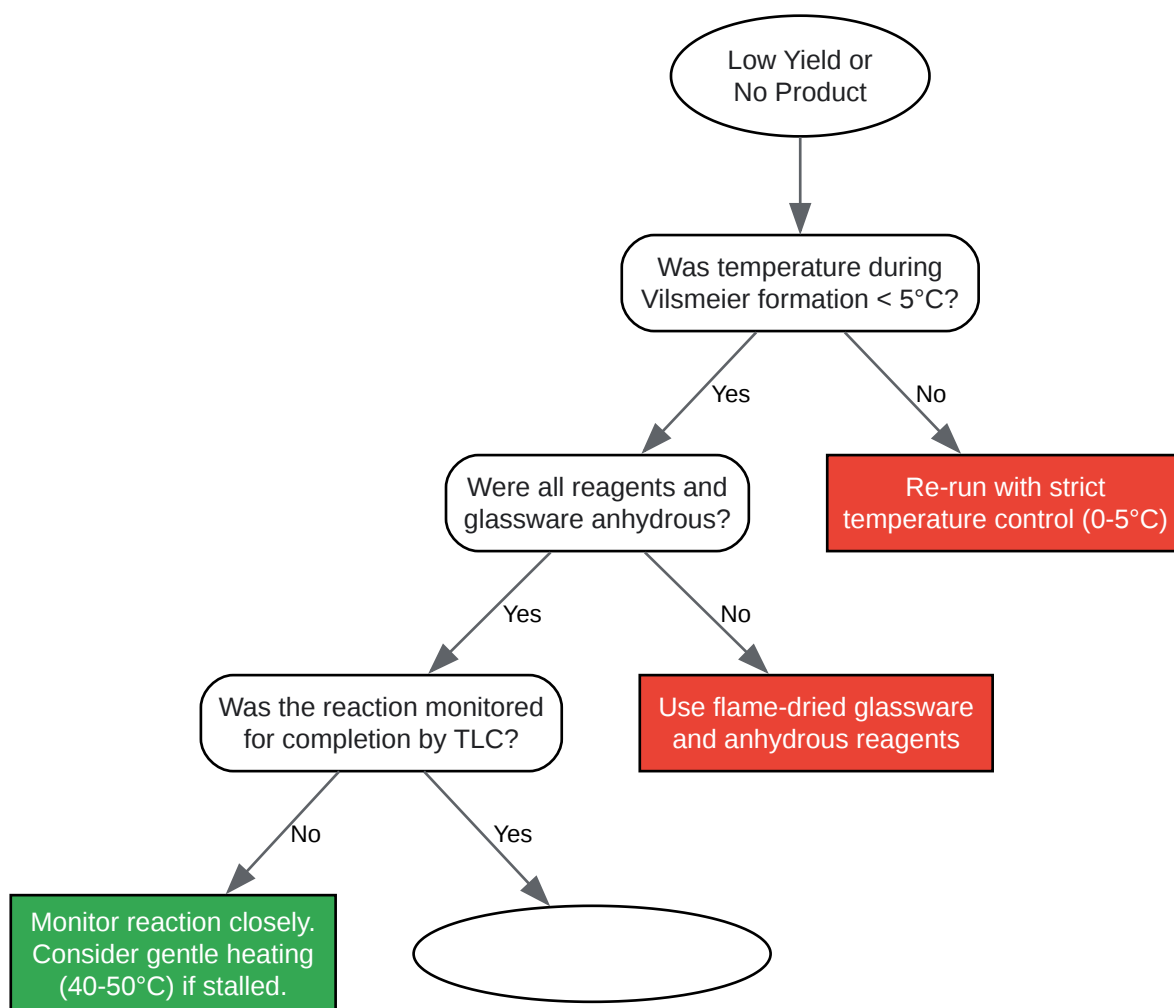 Low Yield or
No Product
Was temperature during
Vilsmeier formation < 5°C?
Yes
No
Were all reagents and
glassware anhydrous?
Re-run with strict
temperature control (0-5°C)
Yes
No
Was the reaction monitored
for completion by TLC?
Use flame-dried glassware
and anhydrous reagents
No
Yes
Monitor reaction closely.
Consider gentle heating
(40-50°C) if stalled.